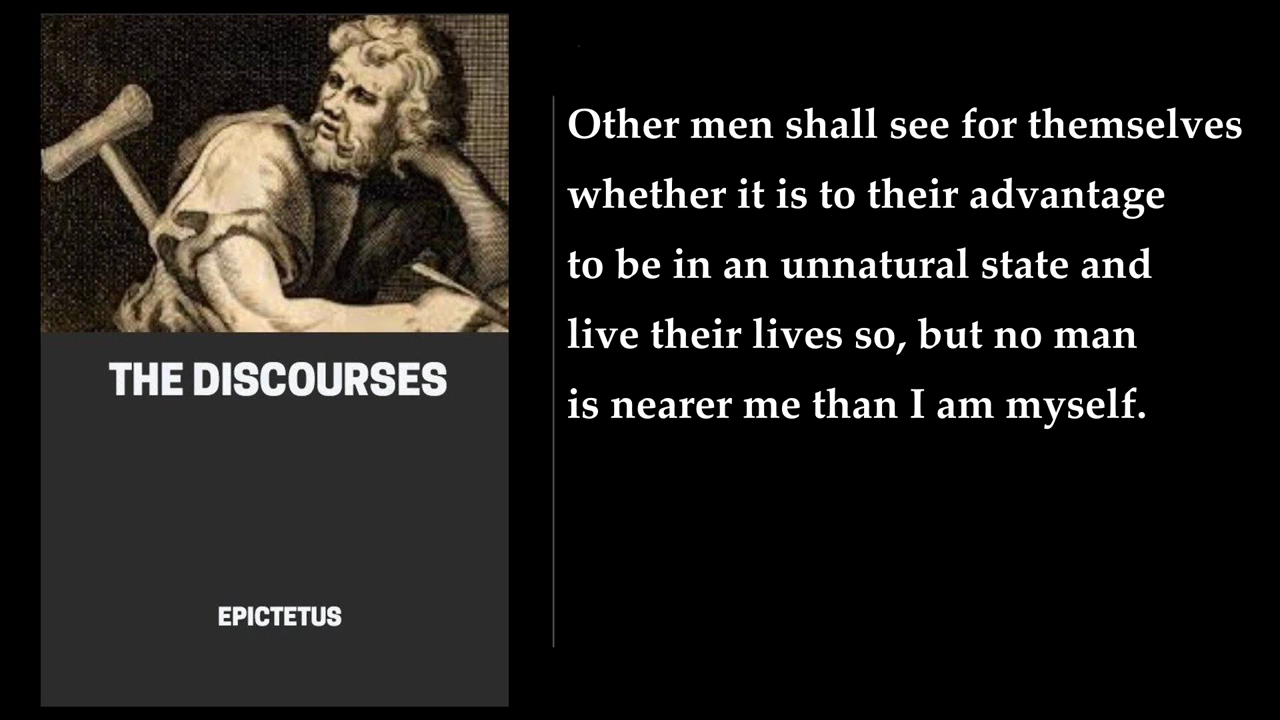 THE DISCOURSES
EPICTETUS
Other men shall see for themselves
whether it is to their advantage
to be in an unnatural state and
live their lives so, but no man
is nearer me than I am myself.